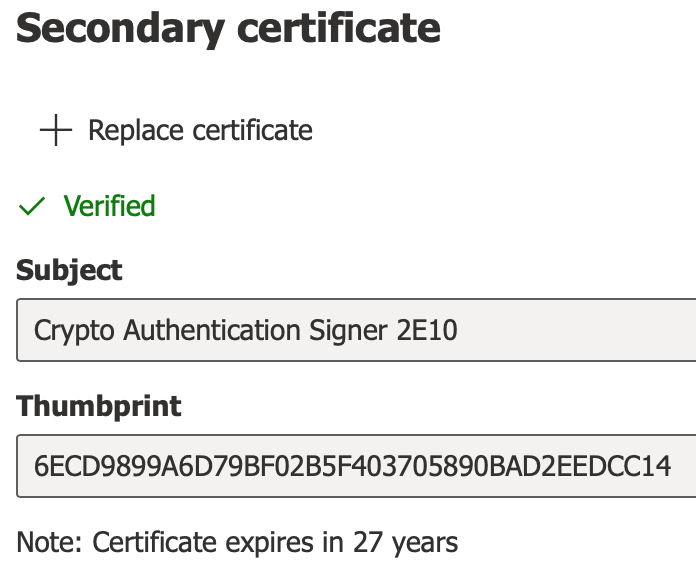 Secondary certificate
Replace certificate
Verified
Subject
Crypto Authentication Signer 2E10
Thumbprint
6ECD9899A6D79BF02B5F403705890BAD2EEDCC14
Note: Certificate expires in 27 years